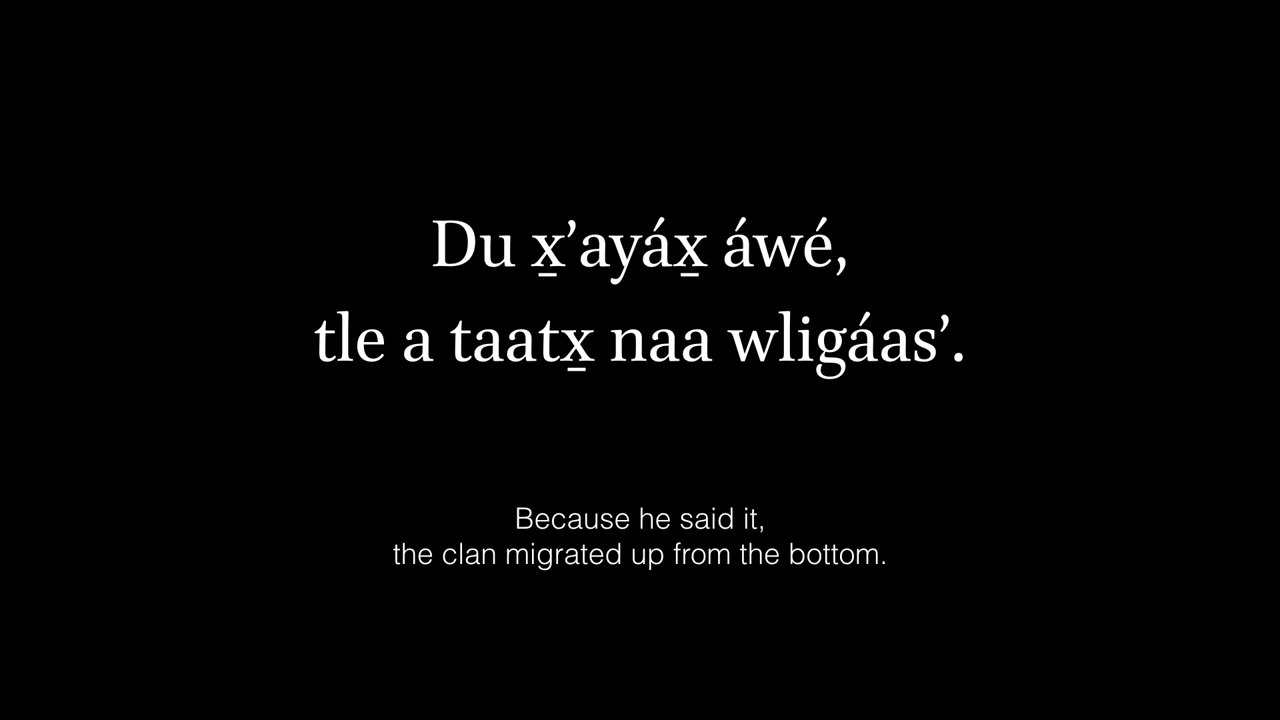 Du x̱’ayáx̱ áwé,
tle a taatx̱ naa wligáas’.
Because he said it,
the clan migrated up from the bottom.